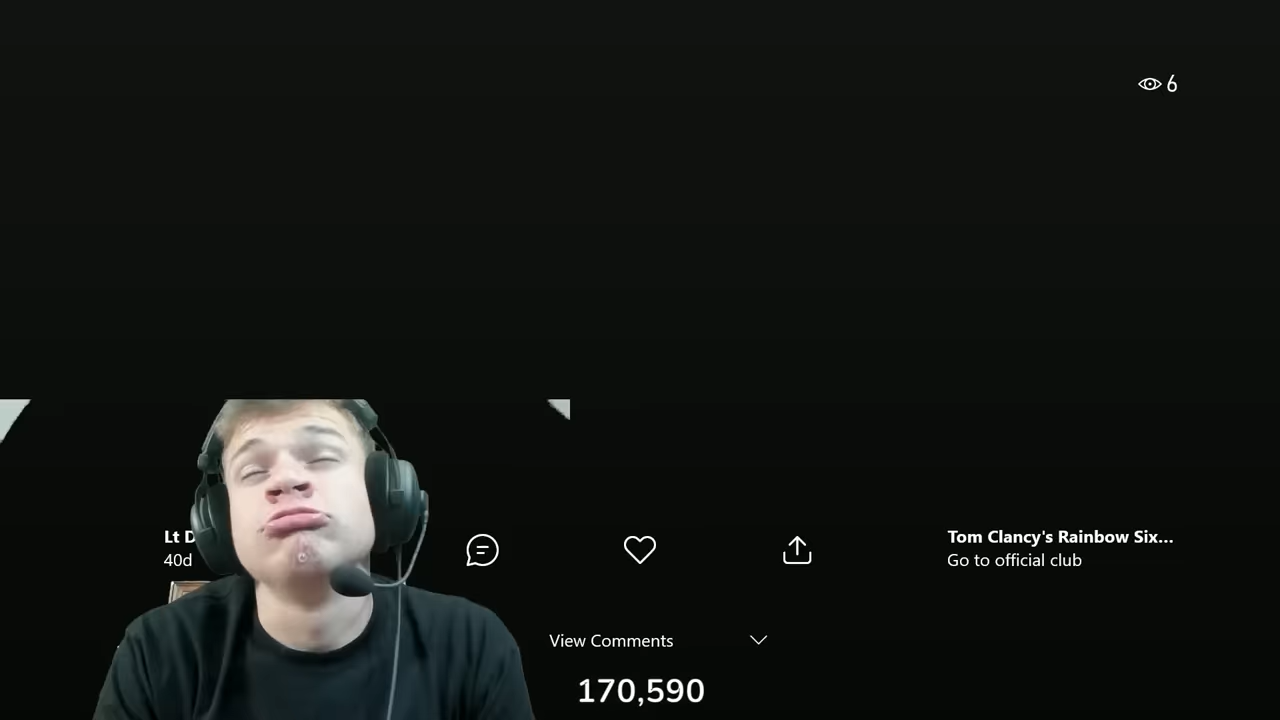 6
Lt D
40d
Tom Clancy's Rainbow Six...
Go to official club
View Comments
170,590